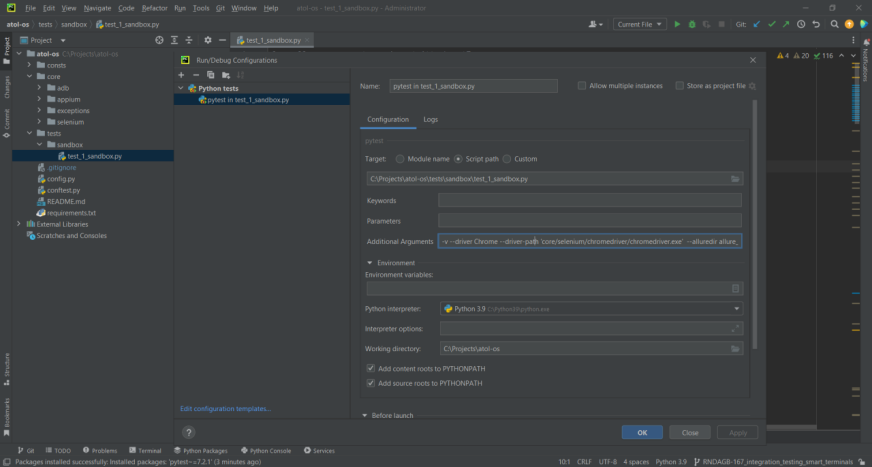 File Edit View Navigate Code Refactor Run Tools Git Window Help atol-os - test_1_sandbox.py - Administrator
atol-os tests sandbox test_1_sandbox.py Current File Git:
Project test_1_sandbox.py
Run/Debug Configurations
4 20 116
atol-os C:\Projects\atol-os
consts
core
adb
appium
exceptions
selenium
tests
sandbox
test_1_sandbox.py
.gitignore
config.py
conftest.py
README.md
requirements.txt
External Libraries
Scratches and Consoles
Python tests
pytest in test_1_sandbox.py
Edit configuration templates...
Name: pytest in test_1_sandbox.py Allow multiple instances Store as project file
Configuration Logs
pytest
Target: Module name Script path Custom
C:\Projects\atol-os\tests\sandbox\test_1_sandbox.py
Keywords
Parameters
Additional Arguments -v --driver Chrome --driver-path 'core/selenium/chromedriver/chromedriver.exe' --alluredir allure_
Environment
Environment variables:
Python interpreter: Python 3.9 C:\Python39\python.exe
Interpreter options:
Working directory: C:\Projects\atol-os
Add content roots to PYTHONPATH
Add source roots to PYTHONPATH
Before launch
? OK Close Apply
Project
Changes
Commit
Structure
Bookmarks
Notifications
Git TODO Problems Terminal Python Packages Python Console Services
Packages installed successfully: Installed packages: 'pytest~=7.2.1' (3 minutes ago) 10:1 CRLF UTF-8 4 spaces Python 3.9 RNDAGB-167_integration_testing_smart_terminals